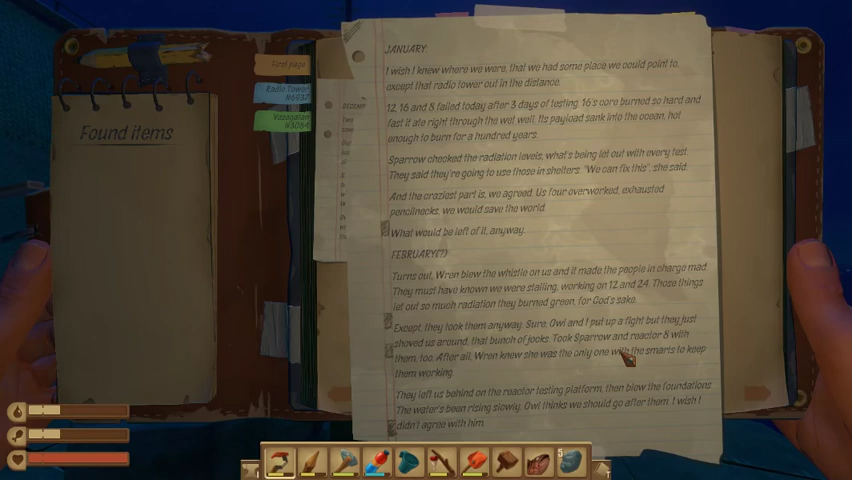 Found items
First page
Radio Tower
Vasagatan
JANUARY:
I wish I knew where we were, that we had some place we could point to,
except that radio tower out in the distance.
12, 16 and 8 failed today after 3 days of testing. 16's core burned so hard and
fast it ate right through the wet well. Its payload sank into the ocean, hot
enough to burn for a hundred years.
Sparrow checked the radiation levels, what's being let out with every test.
They said they're going to use those in shelters. "We can fix this", she said.
And the craziest part is, we agreed. Us four overworked, exhausted
pencilnecks, we would save the world.
What would be left of it, anyway.
FEBRUARY(?)
Turns out, Wren blew the whistle on us and it made the people in charge mad.
They must have known we were stalling, working on 12 and 24. Those things
let out so much radiation they burned green, for God's sake.
Except, they took them anyway. Sure, Owl and I put up a fight but they just
shoved us around, that bunch of jocks. Took Sparrow and reactor 8 with
them, too. After all, Wren knew she was the only one with the smarts to keep
them working.
They left us behind on the reactor testing platform, then blew the foundations.
The water's been rising slowly. Owl thinks we should go after them. I wish I
didn't agree with him.
5